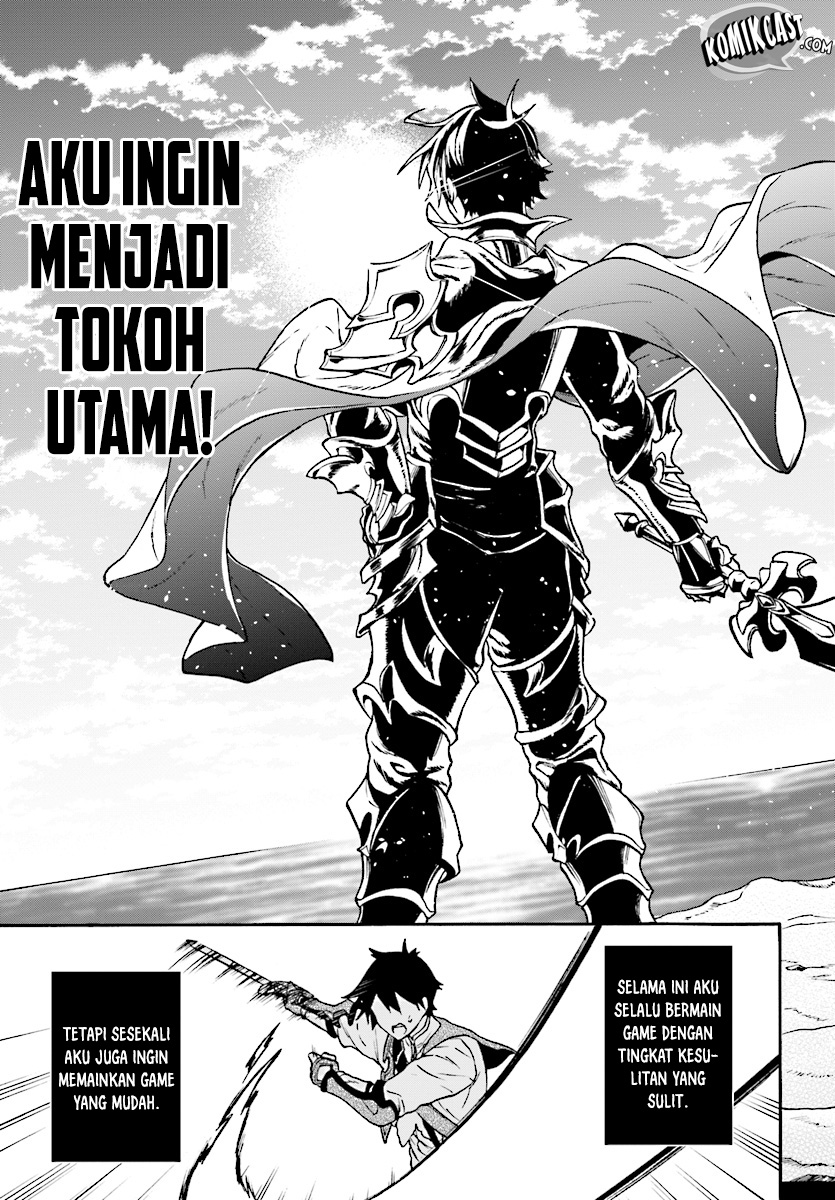 KOMIKCAST
.COM
AKU INGIN
MENJADI
TOKOH
UTAMA!
SELAMA INI AKU
SELALU BERMAIN
GAME DENGAN
TINGKAT KESU-
LITAN YANG
SULIT.
TETAPI SESEKALI
AKU JUGA INGIN
MEMAINKAN GAME
YANG MUDAH.